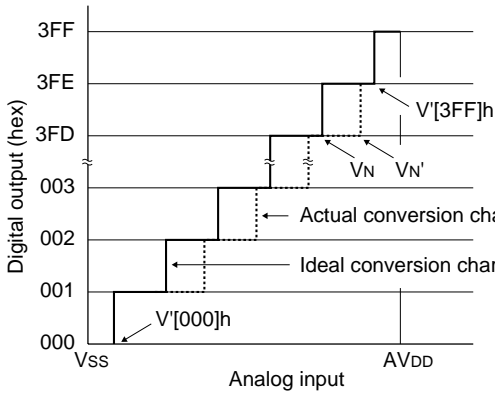 3FF
3FE
3FD
003
002
001
000
Digital output (hex)
V'[3FF]h
VN
VN'
Actual conversion cha
Ideal conversion char
V'[000]h
VSS
AVDD
Analog input